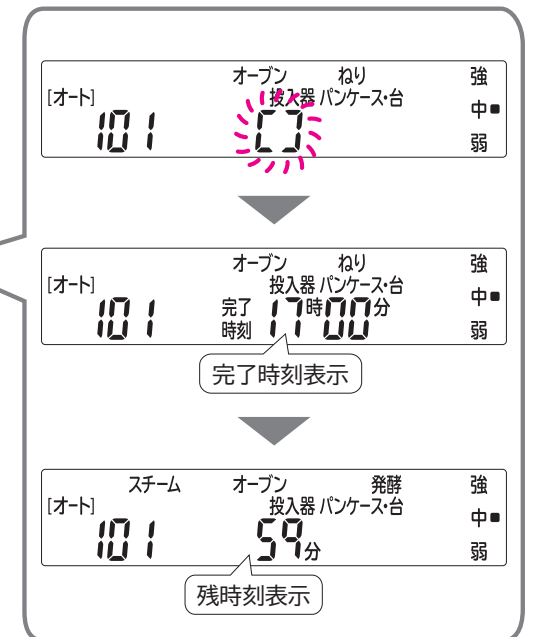 オーブン ねり 強
[オート] 投入器 パンケース・台 中■
101 [ ] 弱
オーブン ねり 強
[オート] 投入器 パンケース・台 中■
101 完了時刻 17時00分 弱
完了時刻表示
スチーム オーブン 発酵 強
[オート] 投入器 パンケース・台 中■
101 59分 弱
残時刻表示